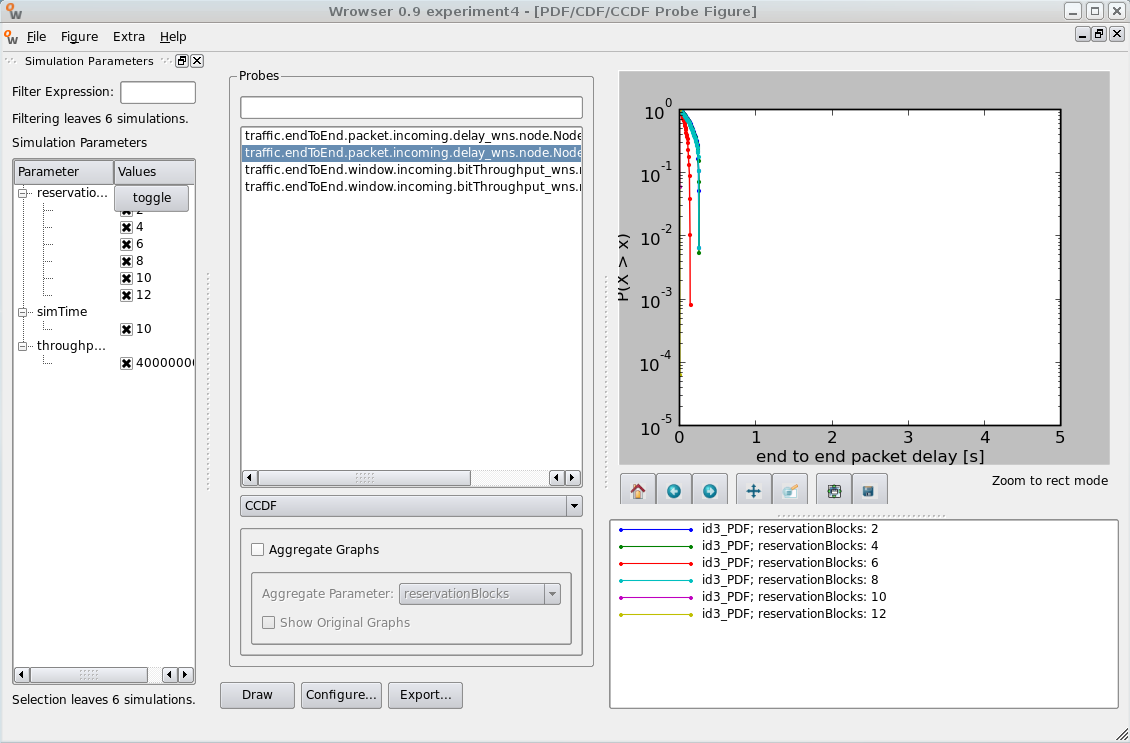 Wrowser 0.9 experiment4 - [PDF/CDF/CCDF Probe Figure]
File Figure Extra Help
Simulation Parameters
Filter Expression:
Filtering leaves 6 simulations.
Simulation Parameters
Parameter Values
reservatio...
toggle
2
4
6
8
10
12
simTime
10
throughp...
40000000
Selection leaves 6 simulations.
Probes
traffic.endToEnd.packet.incoming.delay_wns.node.Node
traffic.endToEnd.packet.incoming.delay_wns.node.Node
traffic.endToEnd.window.incoming.bitThroughput_wns.
traffic.endToEnd.window.incoming.bitThroughput_wns.
CCDF
Aggregate Graphs
Aggregate Parameter: reservationBlocks
Show Original Graphs
Draw Configure... Export...
P(X > x)
10^0
10^-1
10^-2
10^-3
10^-4
10^-5
0 1 2 3 4 5
end to end packet delay [s]
Zoom to rect mode
id3_PDF; reservationBlocks: 2
id3_PDF; reservationBlocks: 4
id3_PDF; reservationBlocks: 6
id3_PDF; reservationBlocks: 8
id3_PDF; reservationBlocks: 10
id3_PDF; reservationBlocks: 12